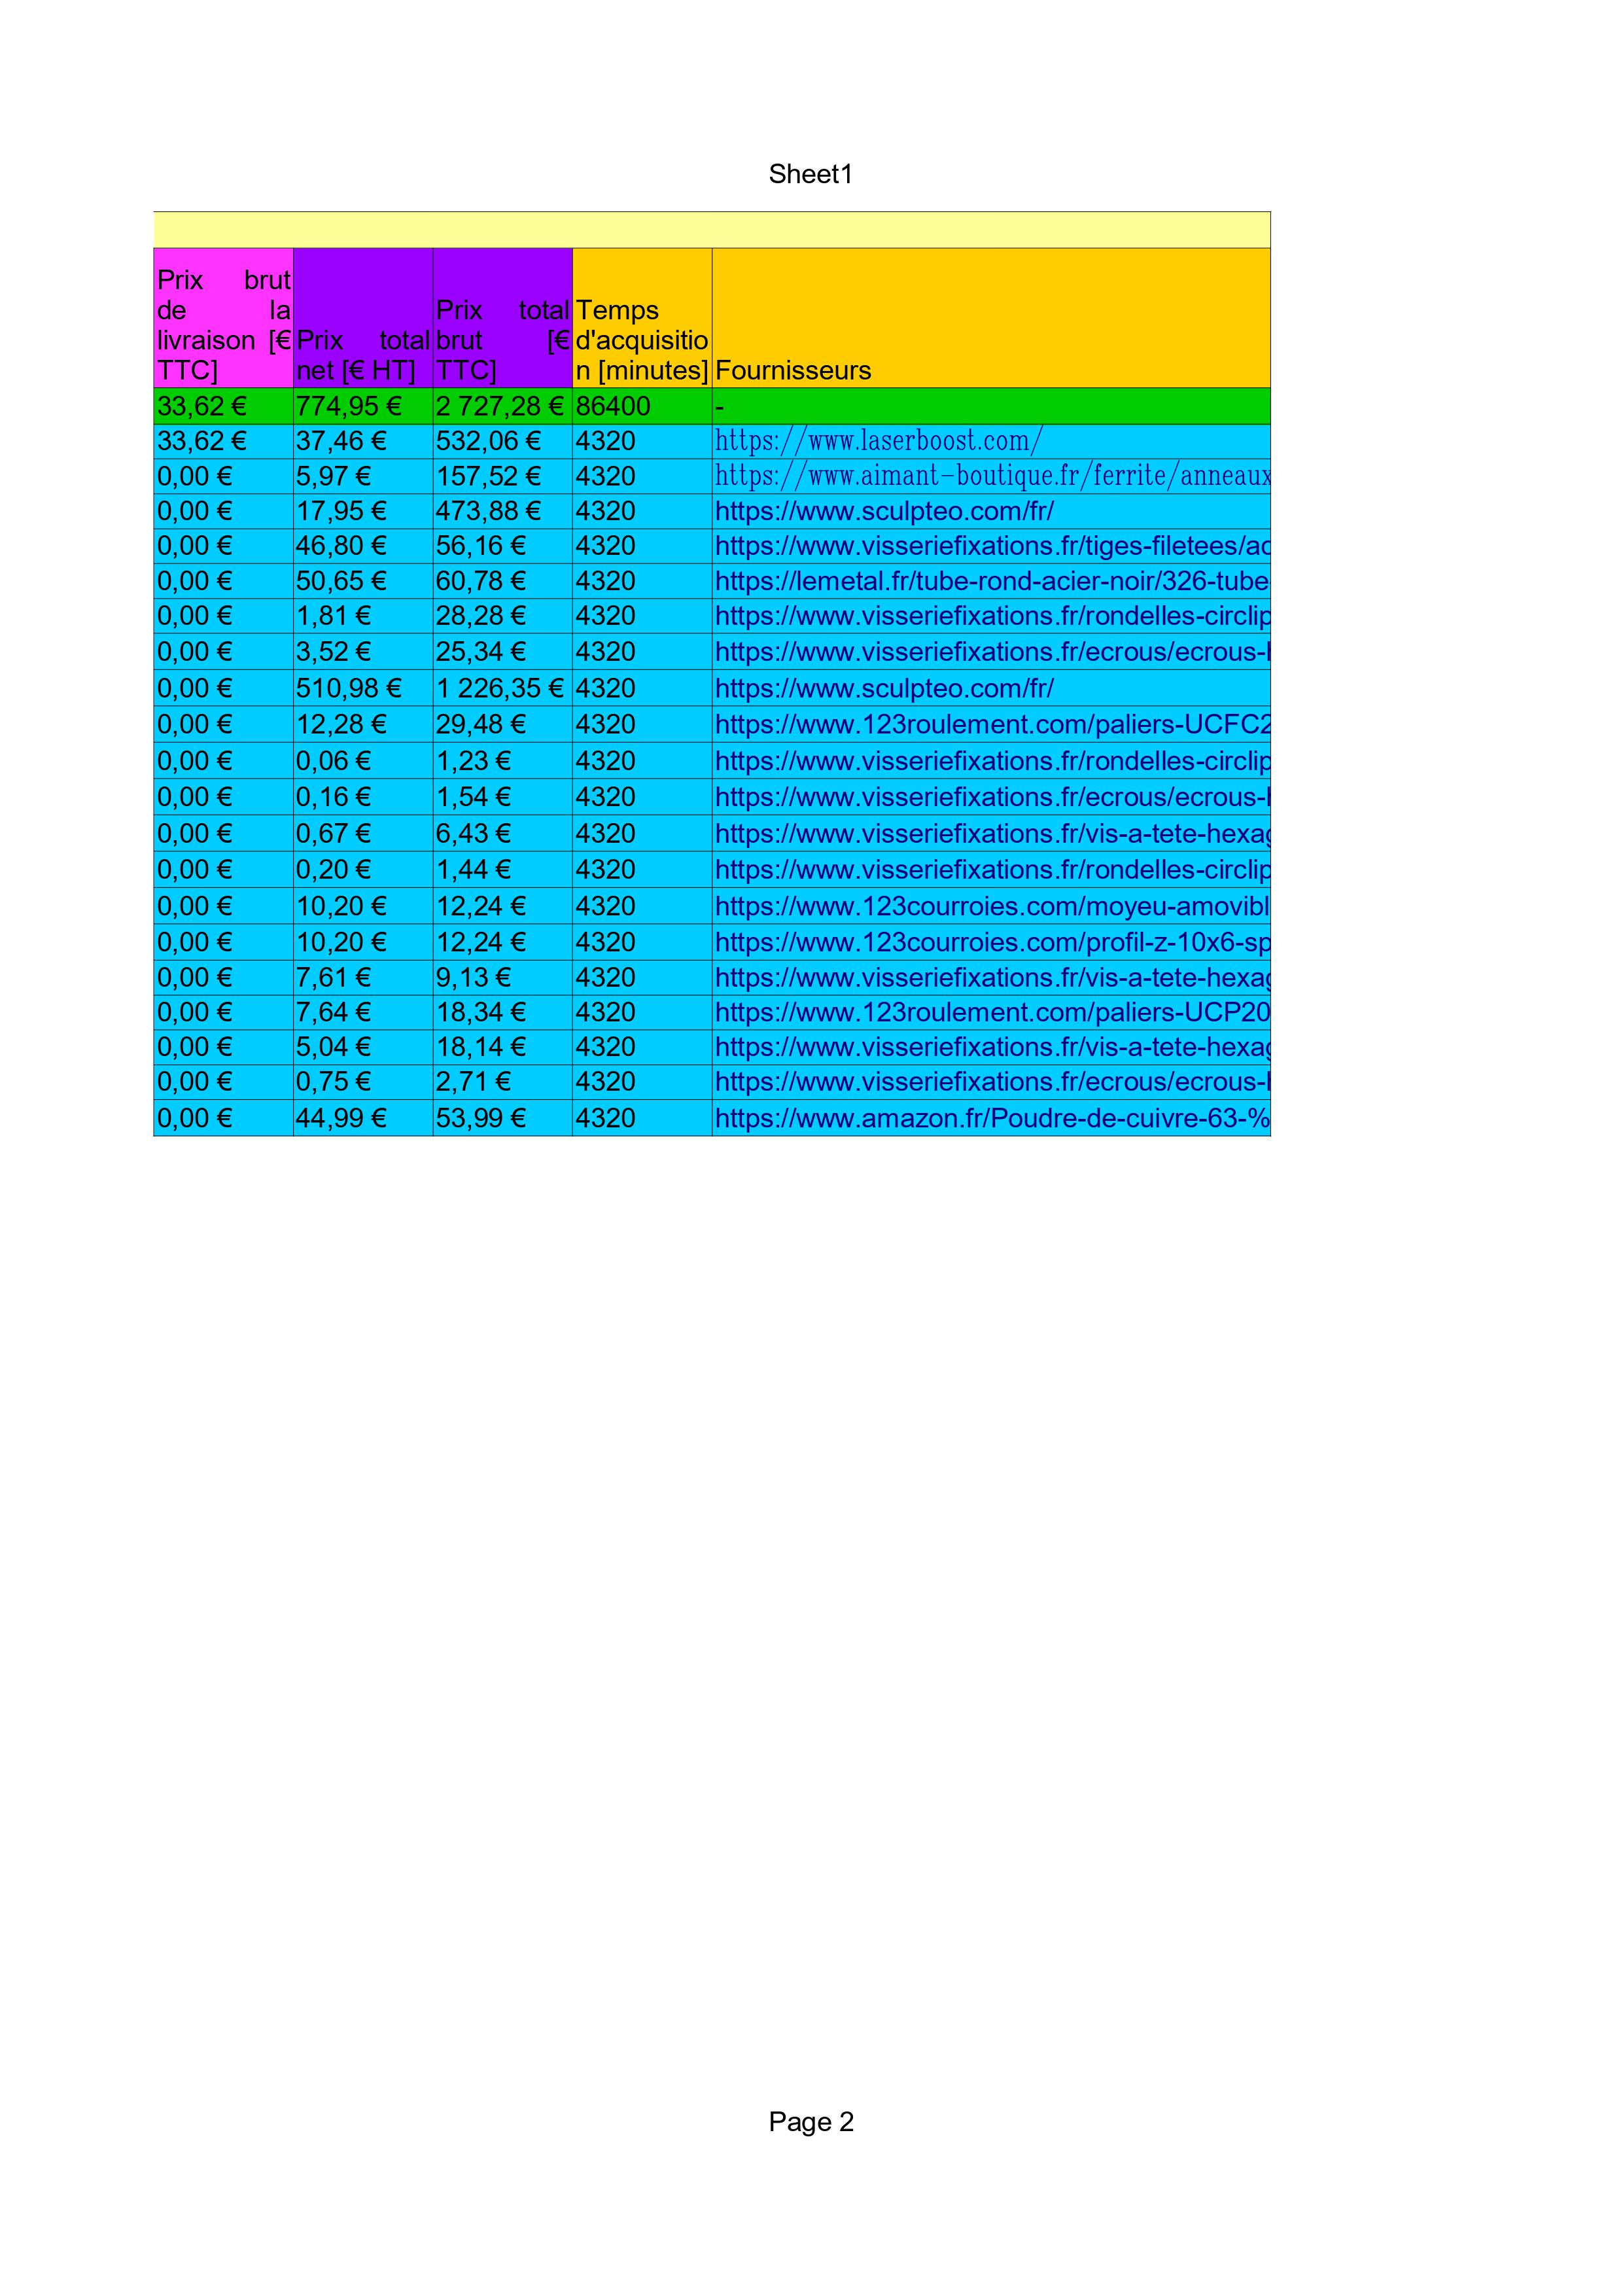 Sheet1
Prix brut de la livraison [€ TTC] Prix total net [€ HT] Prix total brut [€ TTC] Temps d'acquisition [minutes] Fournisseurs
33,62 € 774,95 € 2 727,28 € 86400 -
33,62 € 37,46 € 532,06 € 4320 https://www.laserboost.com/
0,00 € 5,97 € 157,52 € 4320 https://www.aimant-boutique.fr/ferrite/anneaux
0,00 € 17,95 € 473,88 € 4320 https://www.sculpteo.com/fr/
0,00 € 46,80 € 56,16 € 4320 https://www.visseriefixations.fr/tiges-filetees/ac
0,00 € 50,65 € 60,78 € 4320 https://lemetal.fr/tube-rond-acier-noir/326-tube
0,00 € 1,81 € 28,28 € 4320 https://www.visseriefixations.fr/rondelles-circlip
0,00 € 3,52 € 25,34 € 4320 https://www.visseriefixations.fr/ecrous/ecrous-h
0,00 € 510,98 € 1 226,35 € 4320 https://www.sculpteo.com/fr/
0,00 € 12,28 € 29,48 € 4320 https://www.123roulement.com/paliers-UCFC2
0,00 € 0,06 € 1,23 € 4320 https://www.visseriefixations.fr/rondelles-circlip
0,00 € 0,16 € 1,54 € 4320 https://www.visseriefixations.fr/ecrous/ecrous-h
0,00 € 0,67 € 6,43 € 4320 https://www.visseriefixations.fr/vis-a-tete-hexag
0,00 € 0,20 € 1,44 € 4320 https://www.visseriefixations.fr/rondelles-circlip
0,00 € 10,20 € 12,24 € 4320 https://www.123courroies.com/moyeu-amovibl
0,00 € 10,20 € 12,24 € 4320 https://www.123courroies.com/profil-z-10x6-sp
0,00 € 7,61 € 9,13 € 4320 https://www.visseriefixations.fr/vis-a-tete-hexag
0,00 € 7,64 € 18,34 € 4320 https://www.123roulement.com/paliers-UCP20
0,00 € 5,04 € 18,14 € 4320 https://www.visseriefixations.fr/vis-a-tete-hexag
0,00 € 0,75 € 2,71 € 4320 https://www.visseriefixations.fr/ecrous/ecrous-h
0,00 € 44,99 € 53,99 € 4320 https://www.amazon.fr/Poudre-de-cuivre-63-%
Page 2